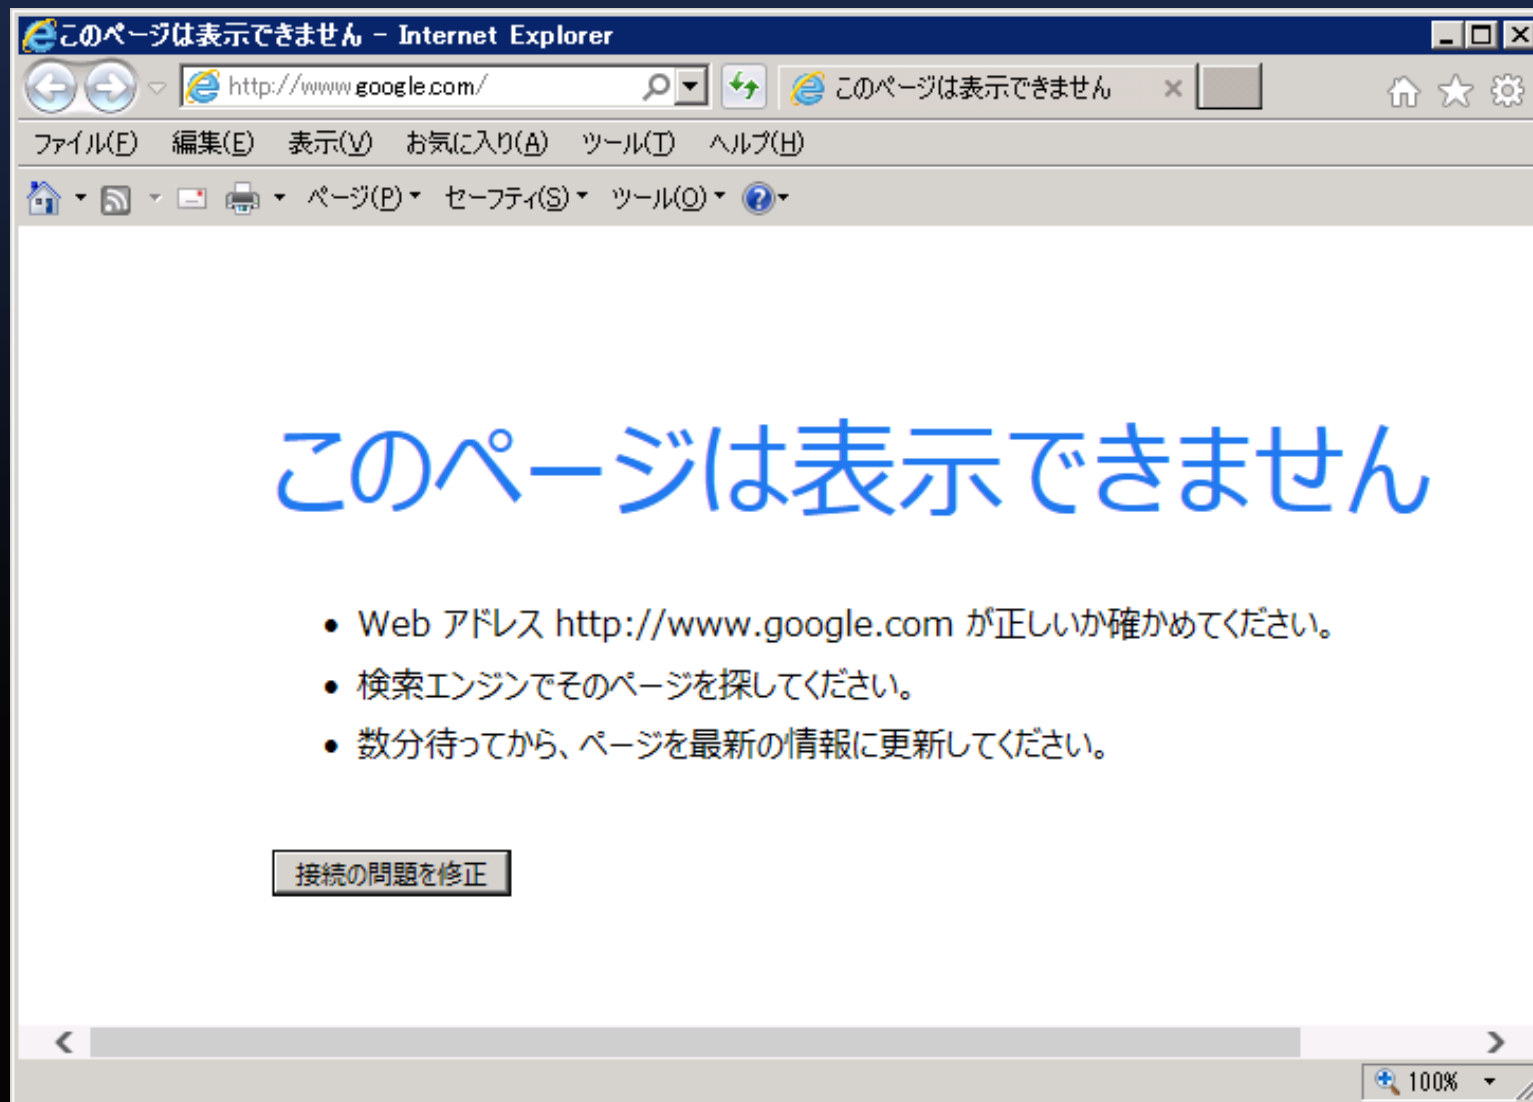 このページは表示できません - Internet Explorer
http://www.google.com/
このページは表示できません
ファイル(F) 編集(E) 表示(V) お気に入り(A) ツール(T) ヘルプ(H)
ページ(P) セーフティ(S) ツール(O)
このページは表示できません
• Web アドレス http://www.google.com が正しいか確かめてください。
• 検索エンジンでそのページを探してください。
• 数分待ってから、ページを最新の情報に更新してください。
接続の問題を修正
100%